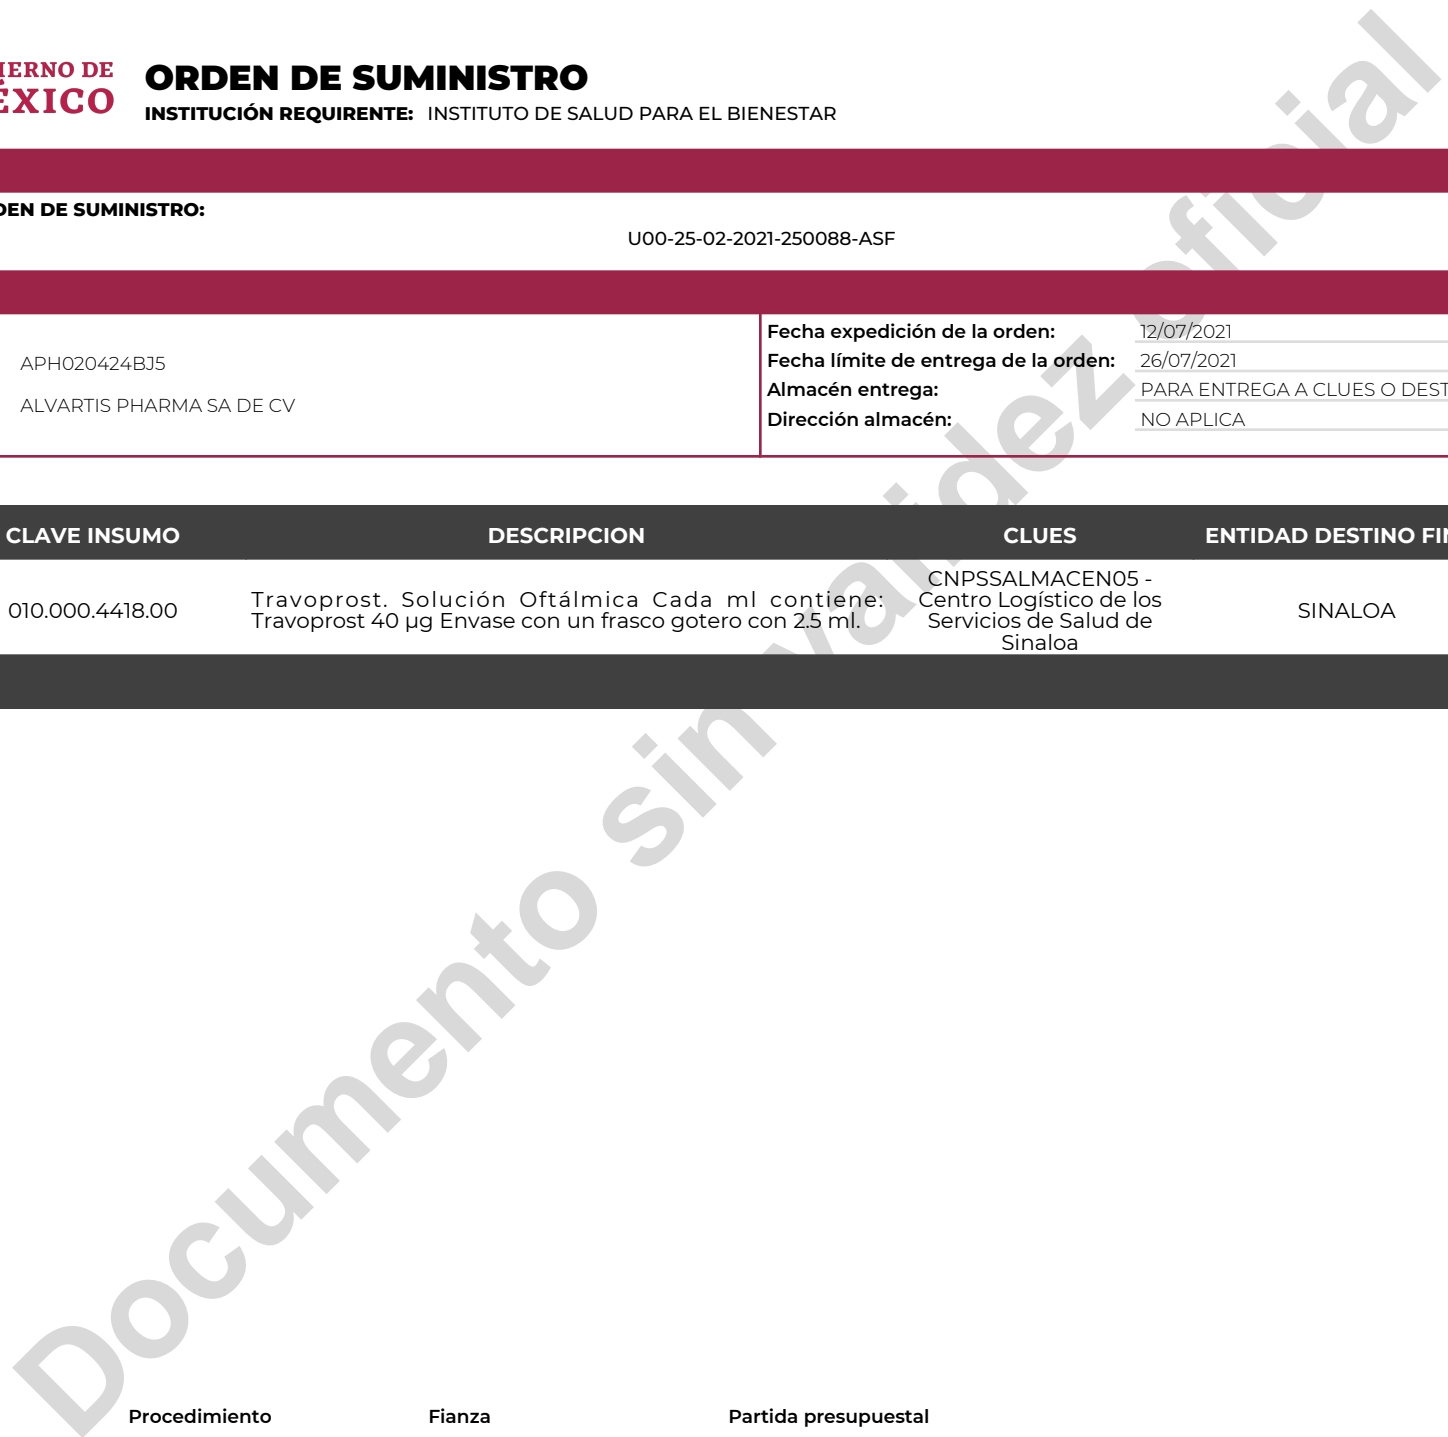 IERNO DE
ÉXICO
ORDEN DE SUMINISTRO
INSTITUCIÓN REQUIRENTE: INSTITUTO DE SALUD PARA EL BIENESTAR
DEN DE SUMINISTRO:
U00-25-02-2021-250088-ASF
APH020424BJ5
ALVARTIS PHARMA SA DE CV
Fecha expedición de la orden: 12/07/2021
Fecha límite de entrega de la orden: 26/07/2021
Almacén entrega: PARA ENTREGA A CLUES O DEST
Dirección almacén: NO APLICA
CLAVE INSUMO DESCRIPCION CLUES ENTIDAD DESTINO FIN
010.000.4418.00
Travoprost. Solución Oftálmica Cada ml contiene:
Travoprost 40 µg Envase con un frasco gotero con 2.5 ml.
CNPSSALMACEN05 -
Centro Logístico de los
Servicios de Salud de
Sinaloa
SINALOA
Documento sin validez oficial
Procedimiento Fianza Partida presupuestal